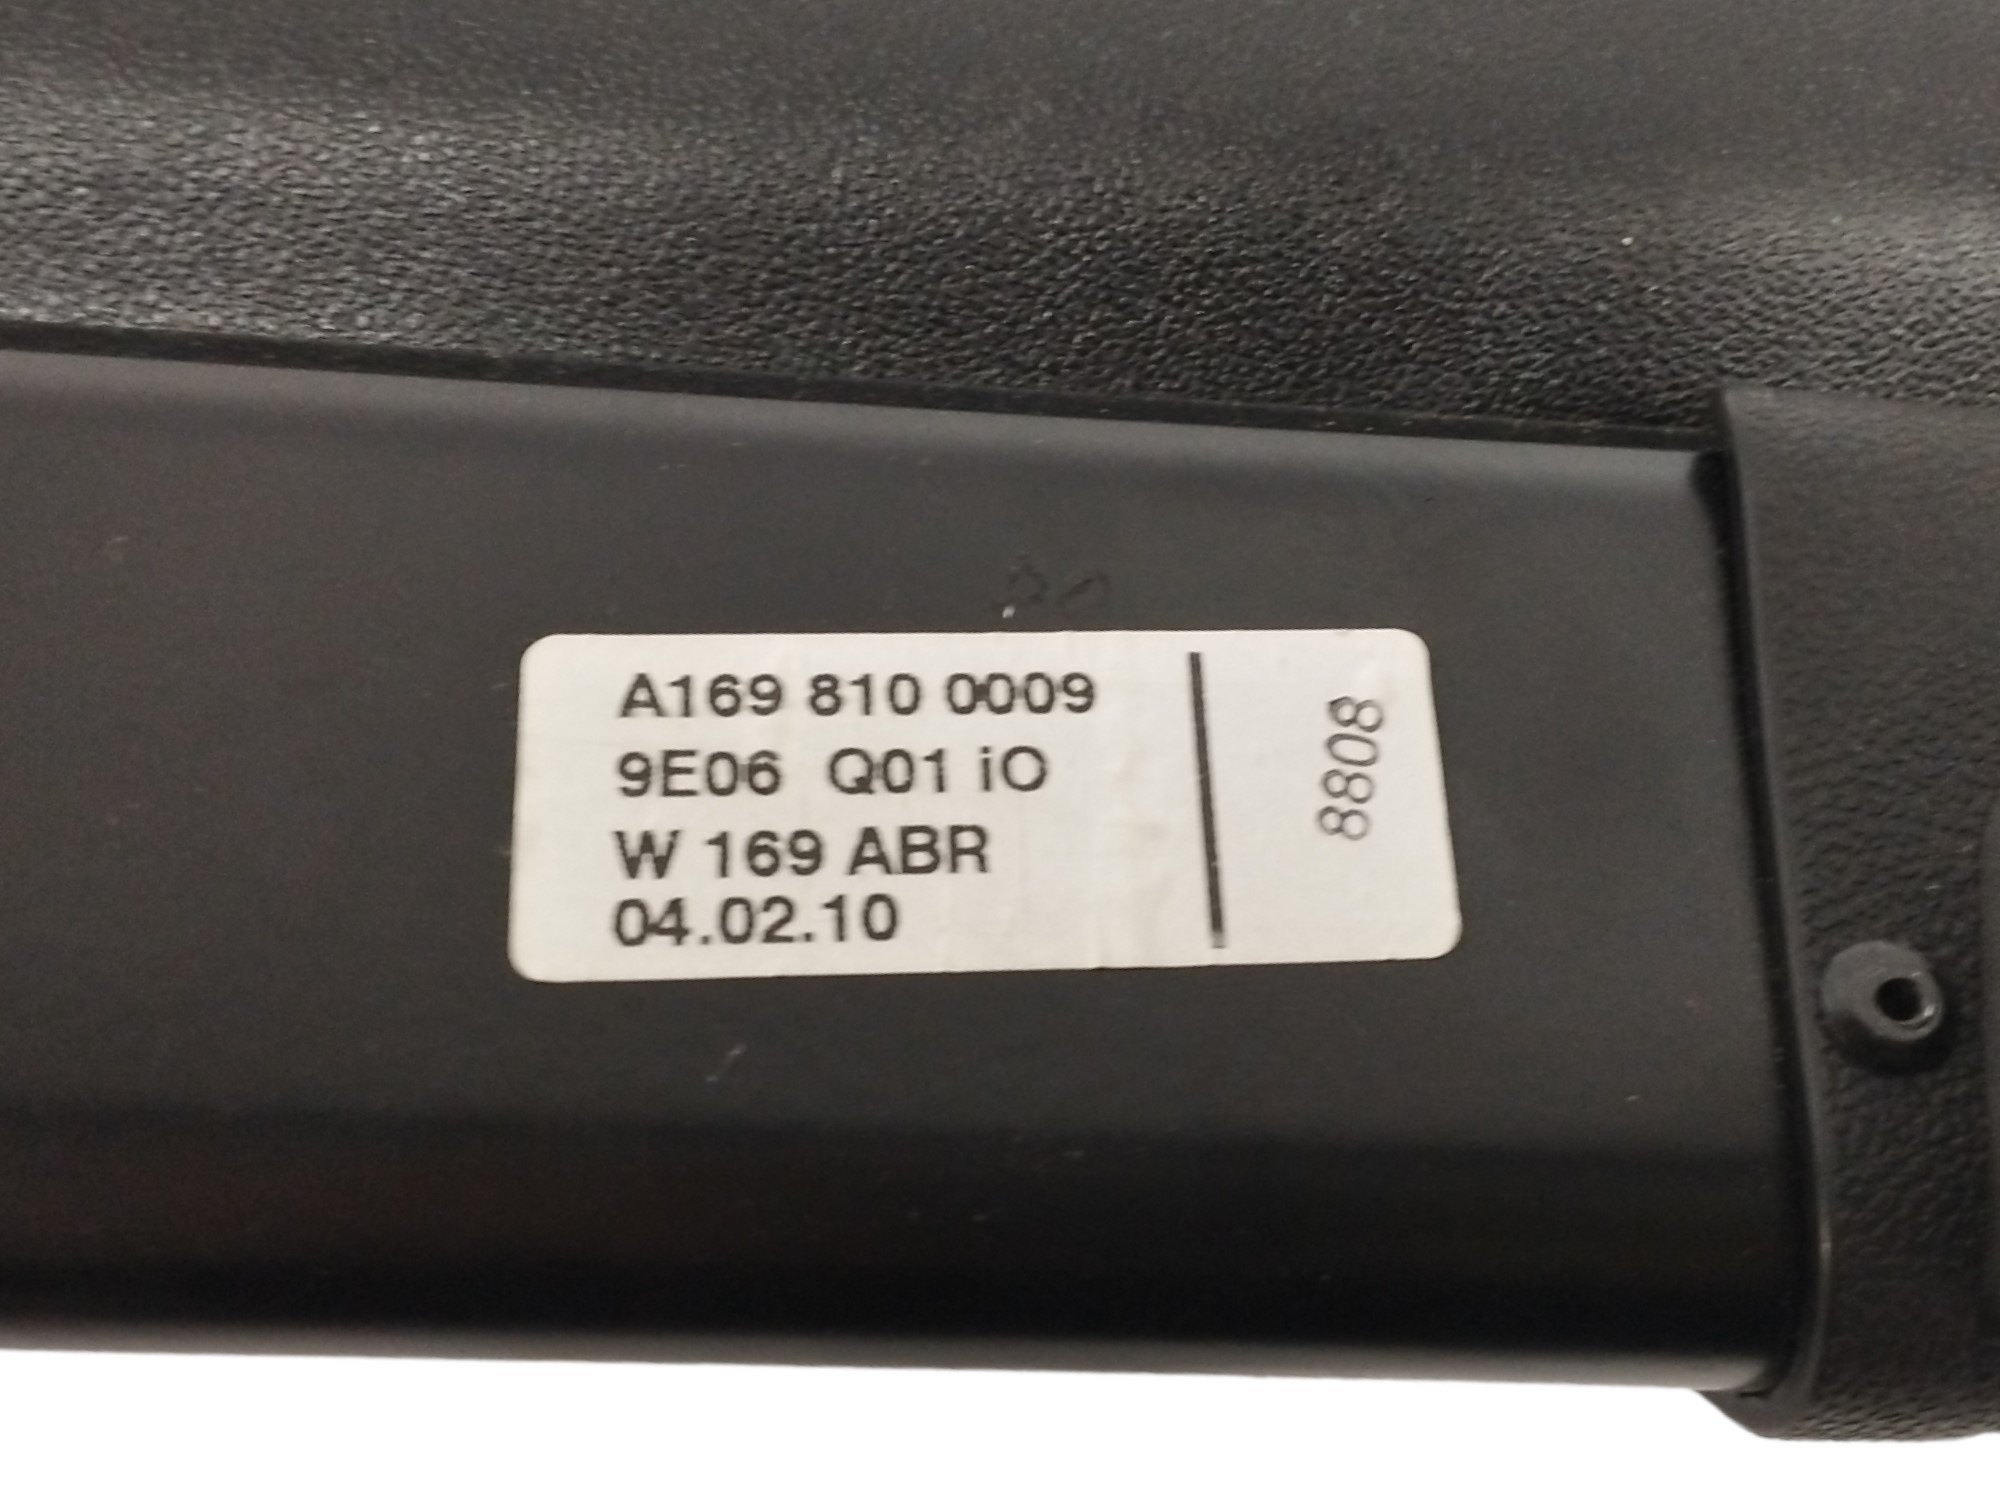 A169 810 0009
9E06 Q01 iO
W 169 ABR
04.02.10
8808